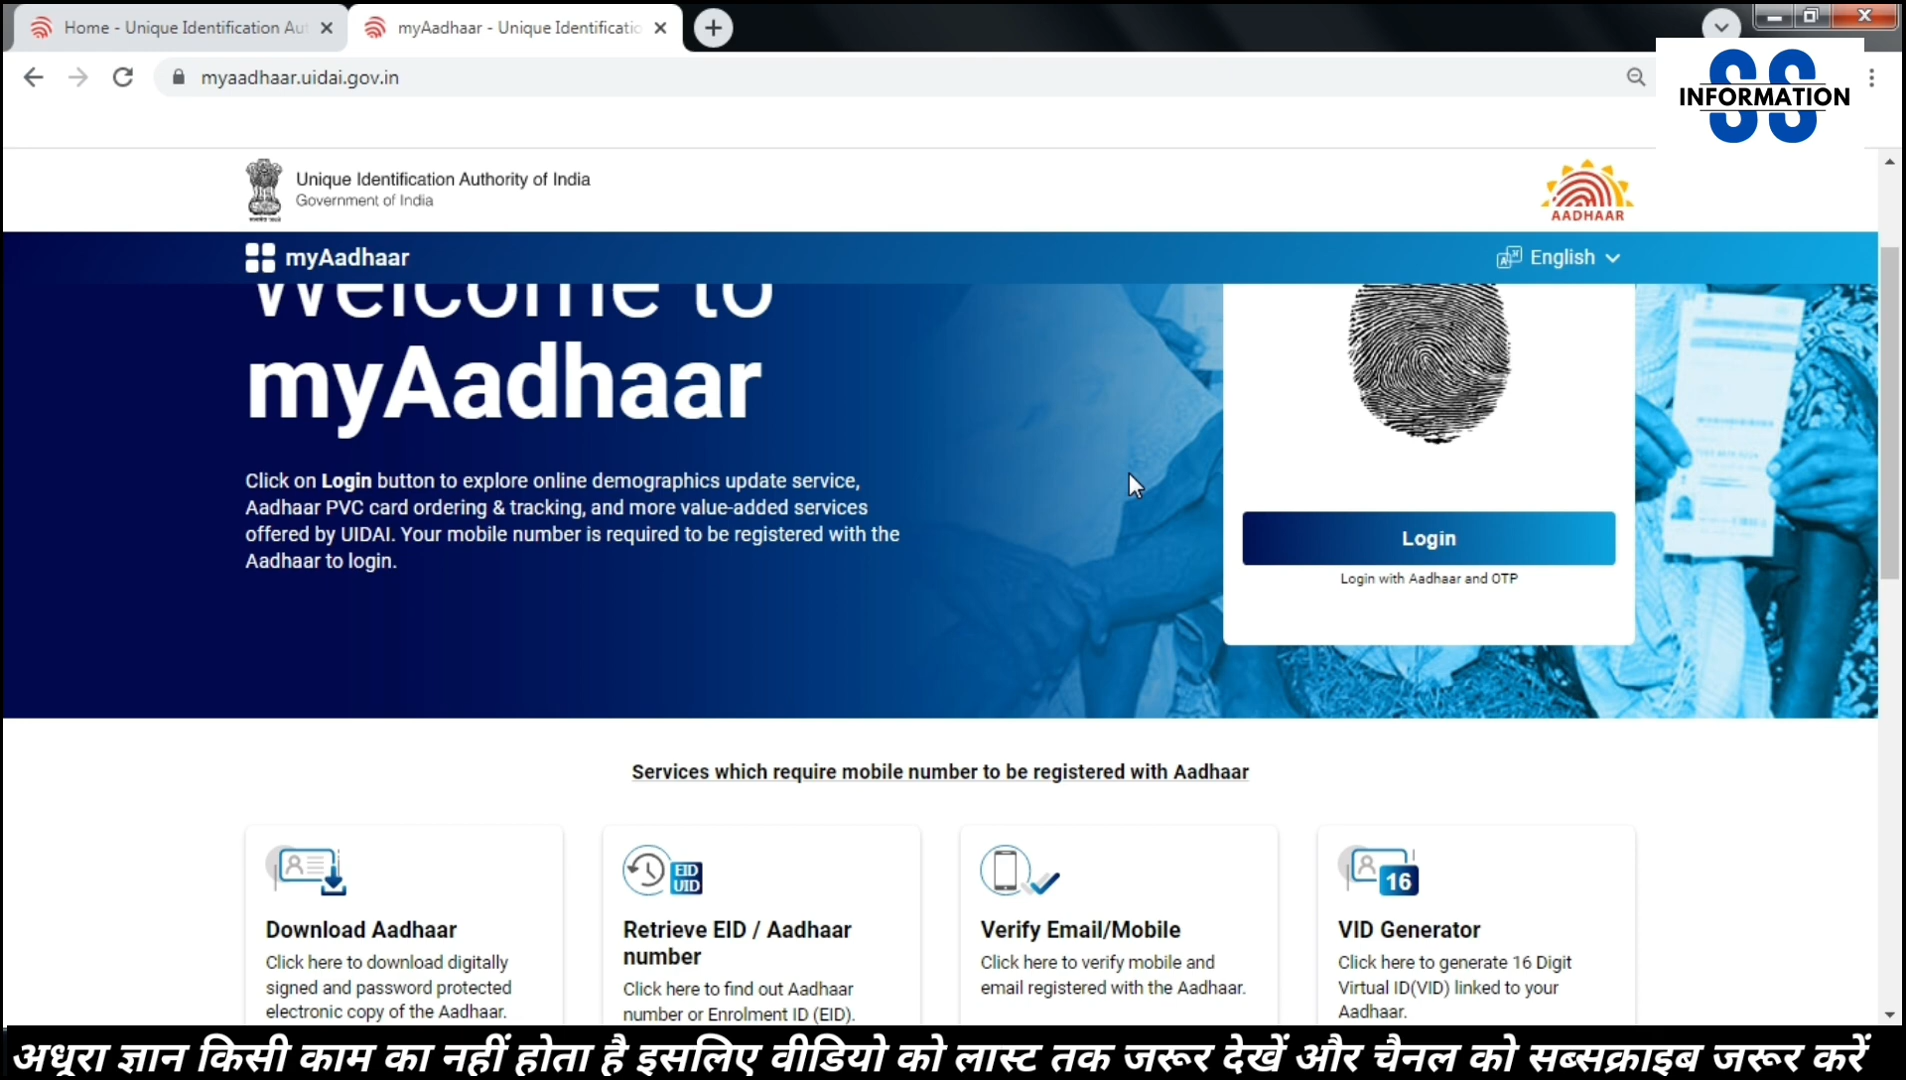 Home - Unique Identification Aut
myAadhaar - Unique Identificatio
myaadhaar.uidai.gov.in
SS
INFORMATION
Unique Identification Authority of India
Government of India
AADHAAR
myAadhaar
English
Welcome to
myAadhaar
Click on Login button to explore online demographics update service,
Aadhaar PVC card ordering & tracking, and more value-added services
offered by UIDAI. Your mobile number is required to be registered with the
Aadhaar to login.
Login
Login with Aadhaar and OTP
Services which require mobile number to be registered with Aadhaar
EID
UID
16
Download Aadhaar
Click here to download digitally
signed and password protected
electronic copy of the Aadhaar.
Retrieve EID / Aadhaar
number
Click here to find out Aadhaar
number or Enrolment ID (EID).
Verify Email/Mobile
Click here to verify mobile and
email registered with the Aadhaar.
VID Generator
Click here to generate 16 Digit
Virtual ID(VID) linked to your
Aadhaar.
अधूरा ज्ञान किसी काम का नहीं होता है इसलिए वीडियो को लास्ट तक जरूर देखें और चैनल को सब्सक्राइब जरूर करें